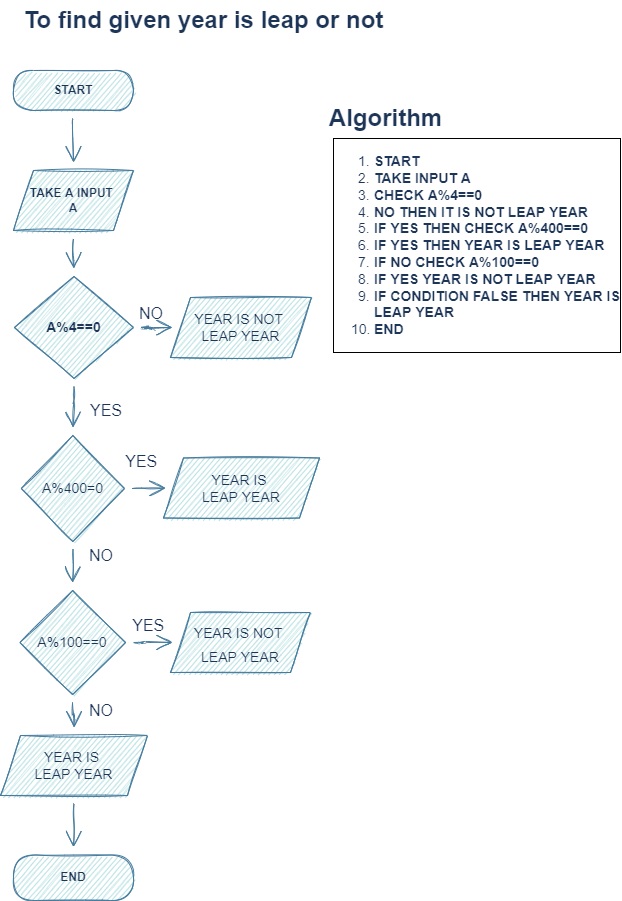 To find given year is leap or not
START
TAKE A INPUT
A
A%4==0
NO
YEAR IS NOT
LEAP YEAR
YES
A%400=0
YES
YEAR IS
LEAP YEAR
NO
A%100==0
YES
YEAR IS NOT
LEAP YEAR
NO
YEAR IS
LEAP YEAR
END
Algorithm
1. START
2. TAKE INPUT A
3. CHECK A%4==0
4. NO THEN IT IS NOT LEAP YEAR
5. IF YES THEN CHECK A%400==0
6. IF YES THEN YEAR IS LEAP YEAR
7. IF NO CHECK A%100==0
8. IF YES YEAR IS NOT LEAP YEAR
9. IF CONDITION FALSE THEN YEAR IS
LEAP YEAR
10. END